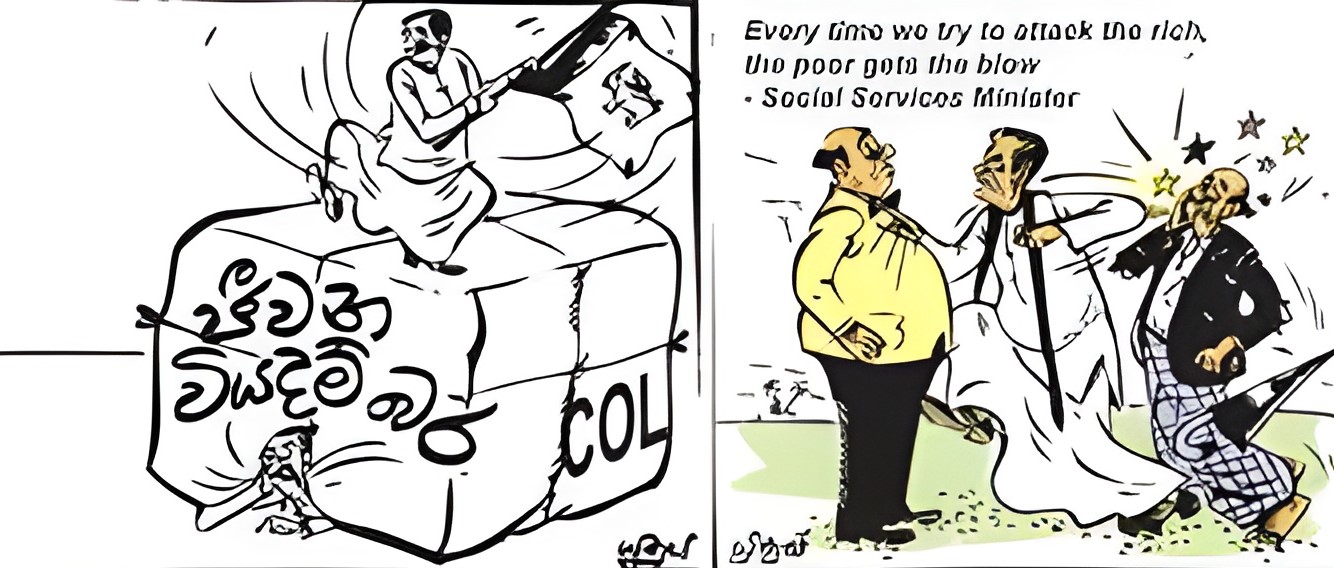 ජීවන
වියදම් බර
COL
Every time we try to attack the rich,
the poor gets the blow
- Social Services Minister